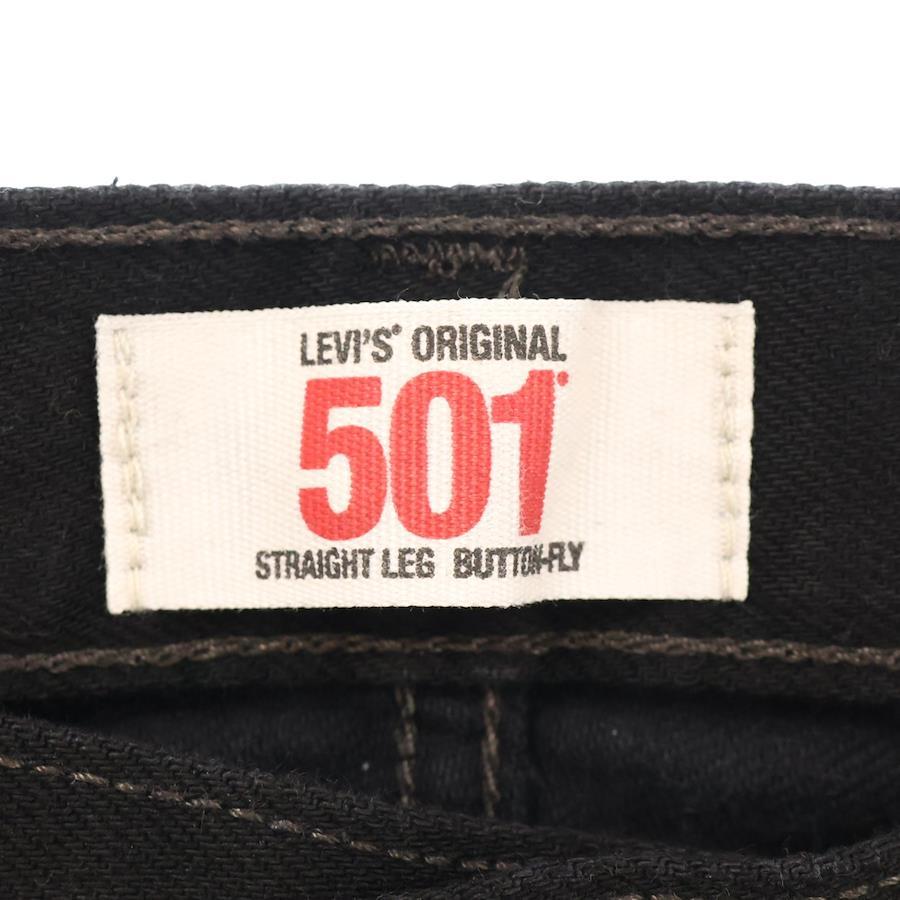 LEVI'S® ORIGINAL
501®
STRAIGHT LEG BUTTON-FLY